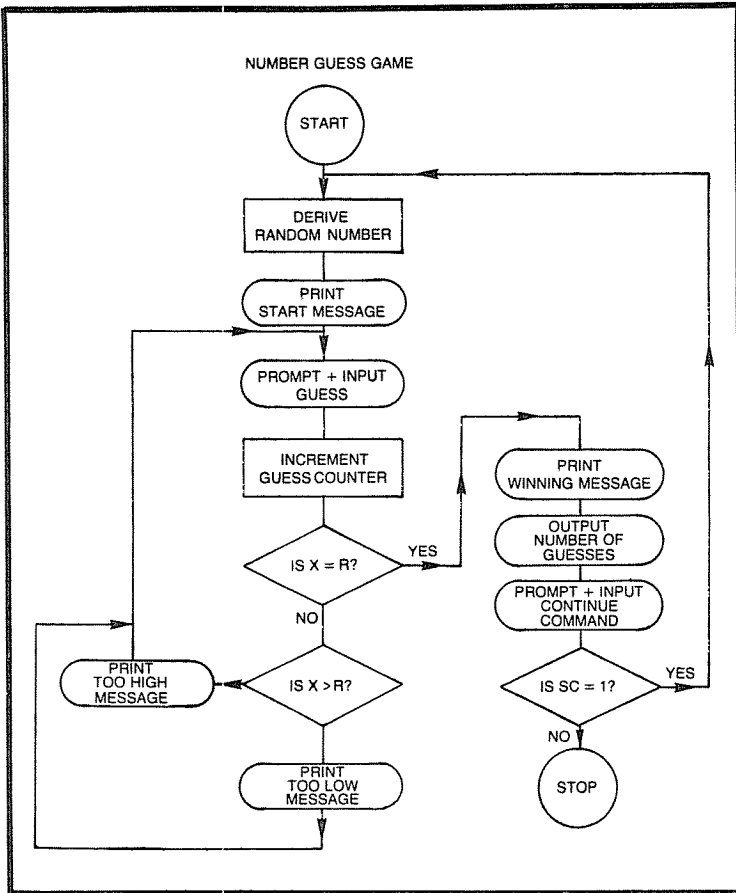 NUMBER GUESS GAME
START
DERIVE
RANDOM NUMBER
PRINT
START MESSAGE
PROMPT + INPUT
GUESS
INCREMENT
GUESS COUNTER
IS X = R?
YES
NO
IS X > R?
PRINT
TOO HIGH
MESSAGE
PRINT
TOO LOW
MESSAGE
PRINT
WINNING MESSAGE
OUTPUT
NUMBER OF
GUESSES
PROMPT + INPUT
CONTINUE
COMMAND
IS SC = 1?
YES
NO
STOP